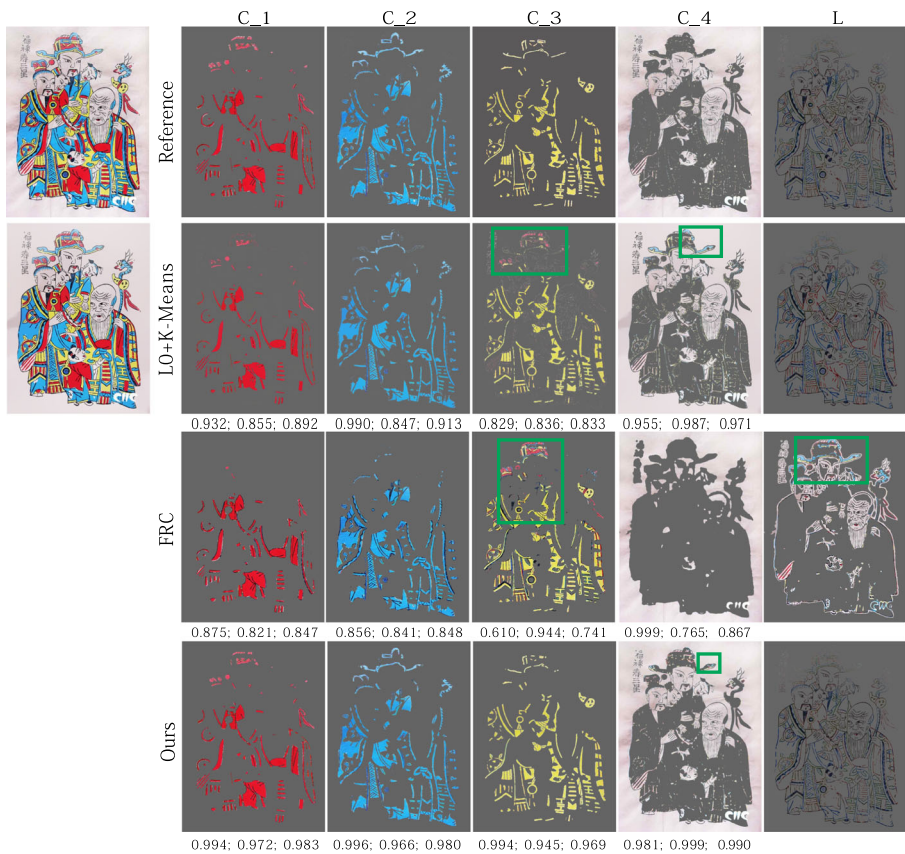 C_1 C_2 C_3 C_4 L
Reference
L0+K-Means
0.932; 0.855; 0.892 0.990; 0.847; 0.913 0.829; 0.836; 0.833 0.955; 0.987; 0.971
FRC
0.875; 0.821; 0.847 0.856; 0.841; 0.848 0.610; 0.944; 0.741 0.999; 0.765; 0.867
Ours
0.994; 0.972; 0.983 0.996; 0.966; 0.980 0.994; 0.945; 0.969 0.981; 0.999; 0.990